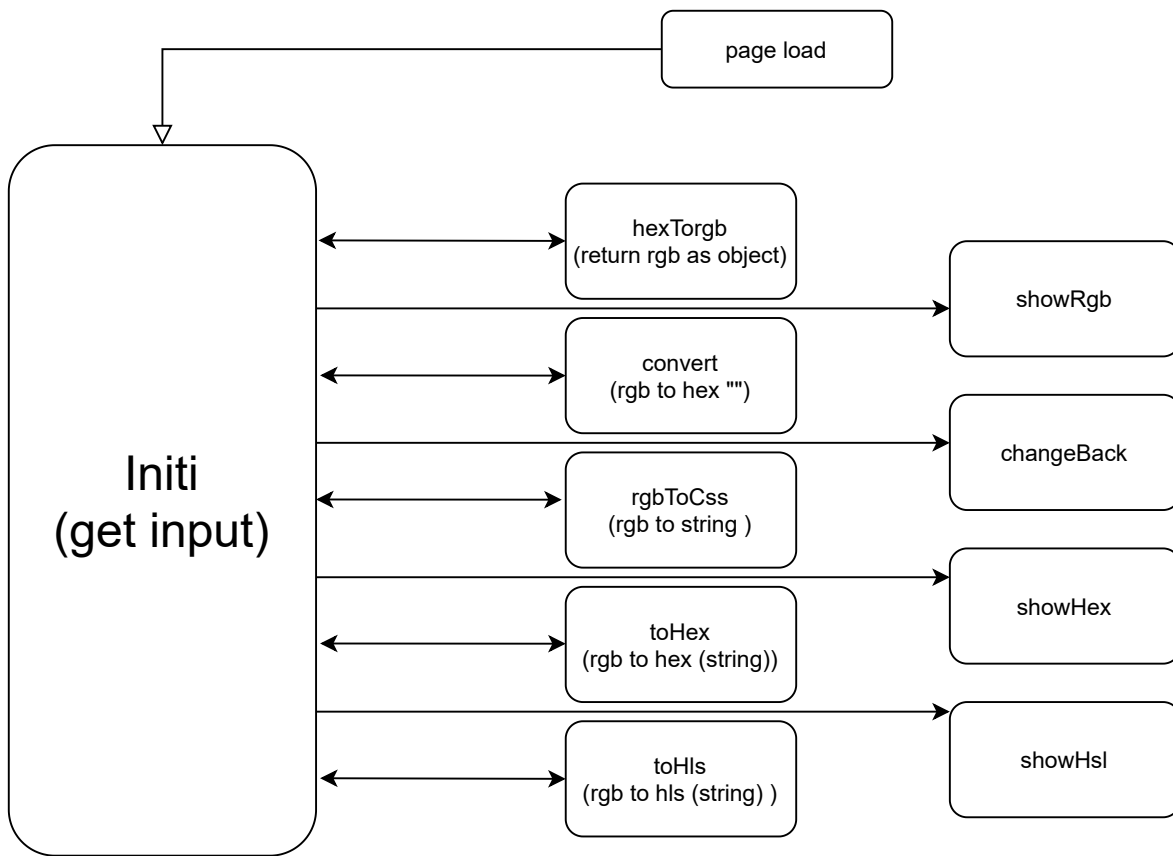 page load
hexTorgb
(return rgb as object)
showRgb
convert
(rgb to hex "")
Initi
(get input)
changeBack
rgbToCss
(rgb to string )
showHex
toHex
(rgb to hex (string))
toHls
(rgb to hls (string) )
showHsl